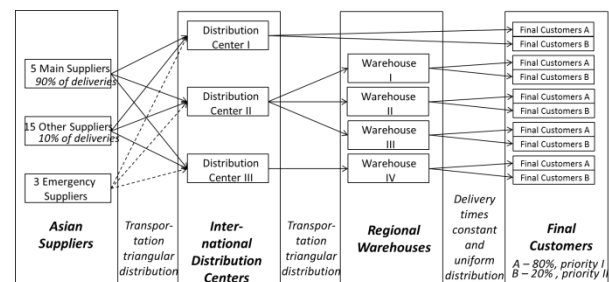 5 Main Suppliers
90% of deliveries
15 Other Suppliers
10% of deliveries
3 Emergency
Suppliers
Asian
Suppliers
Transpor-
tation
triangular
distribution
Distribution
Center I
Distribution
Center II
Distribution
Center III
Inter-
national
Distribution
Centers
Transpor-
tation
triangular
distribution
Warehouse
I
Warehouse
II
Warehouse
III
Warehouse
IV
Regional
Warehouses
Delivery
times
constant
and
uniform
distribution
Final Customers A
Final Customers B
Final Customers A
Final Customers B
Final Customers A
Final Customers B
Final Customers A
Final Customers B
Final Customers A
Final Customers B
Final
Customers
A – 80%, priority I
B – 20%, priority II